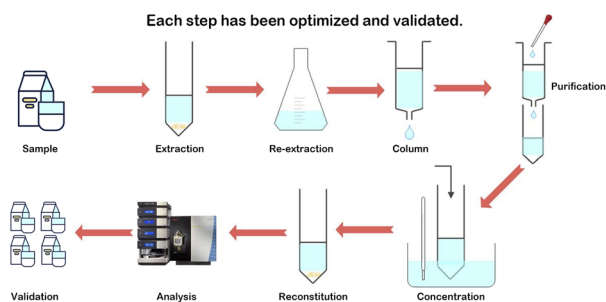 Each step has been optimized and validated.
Purification
Sample
Extraction
Re-extraction
Column
Validation
Analysis
Reconstitution
Concentration